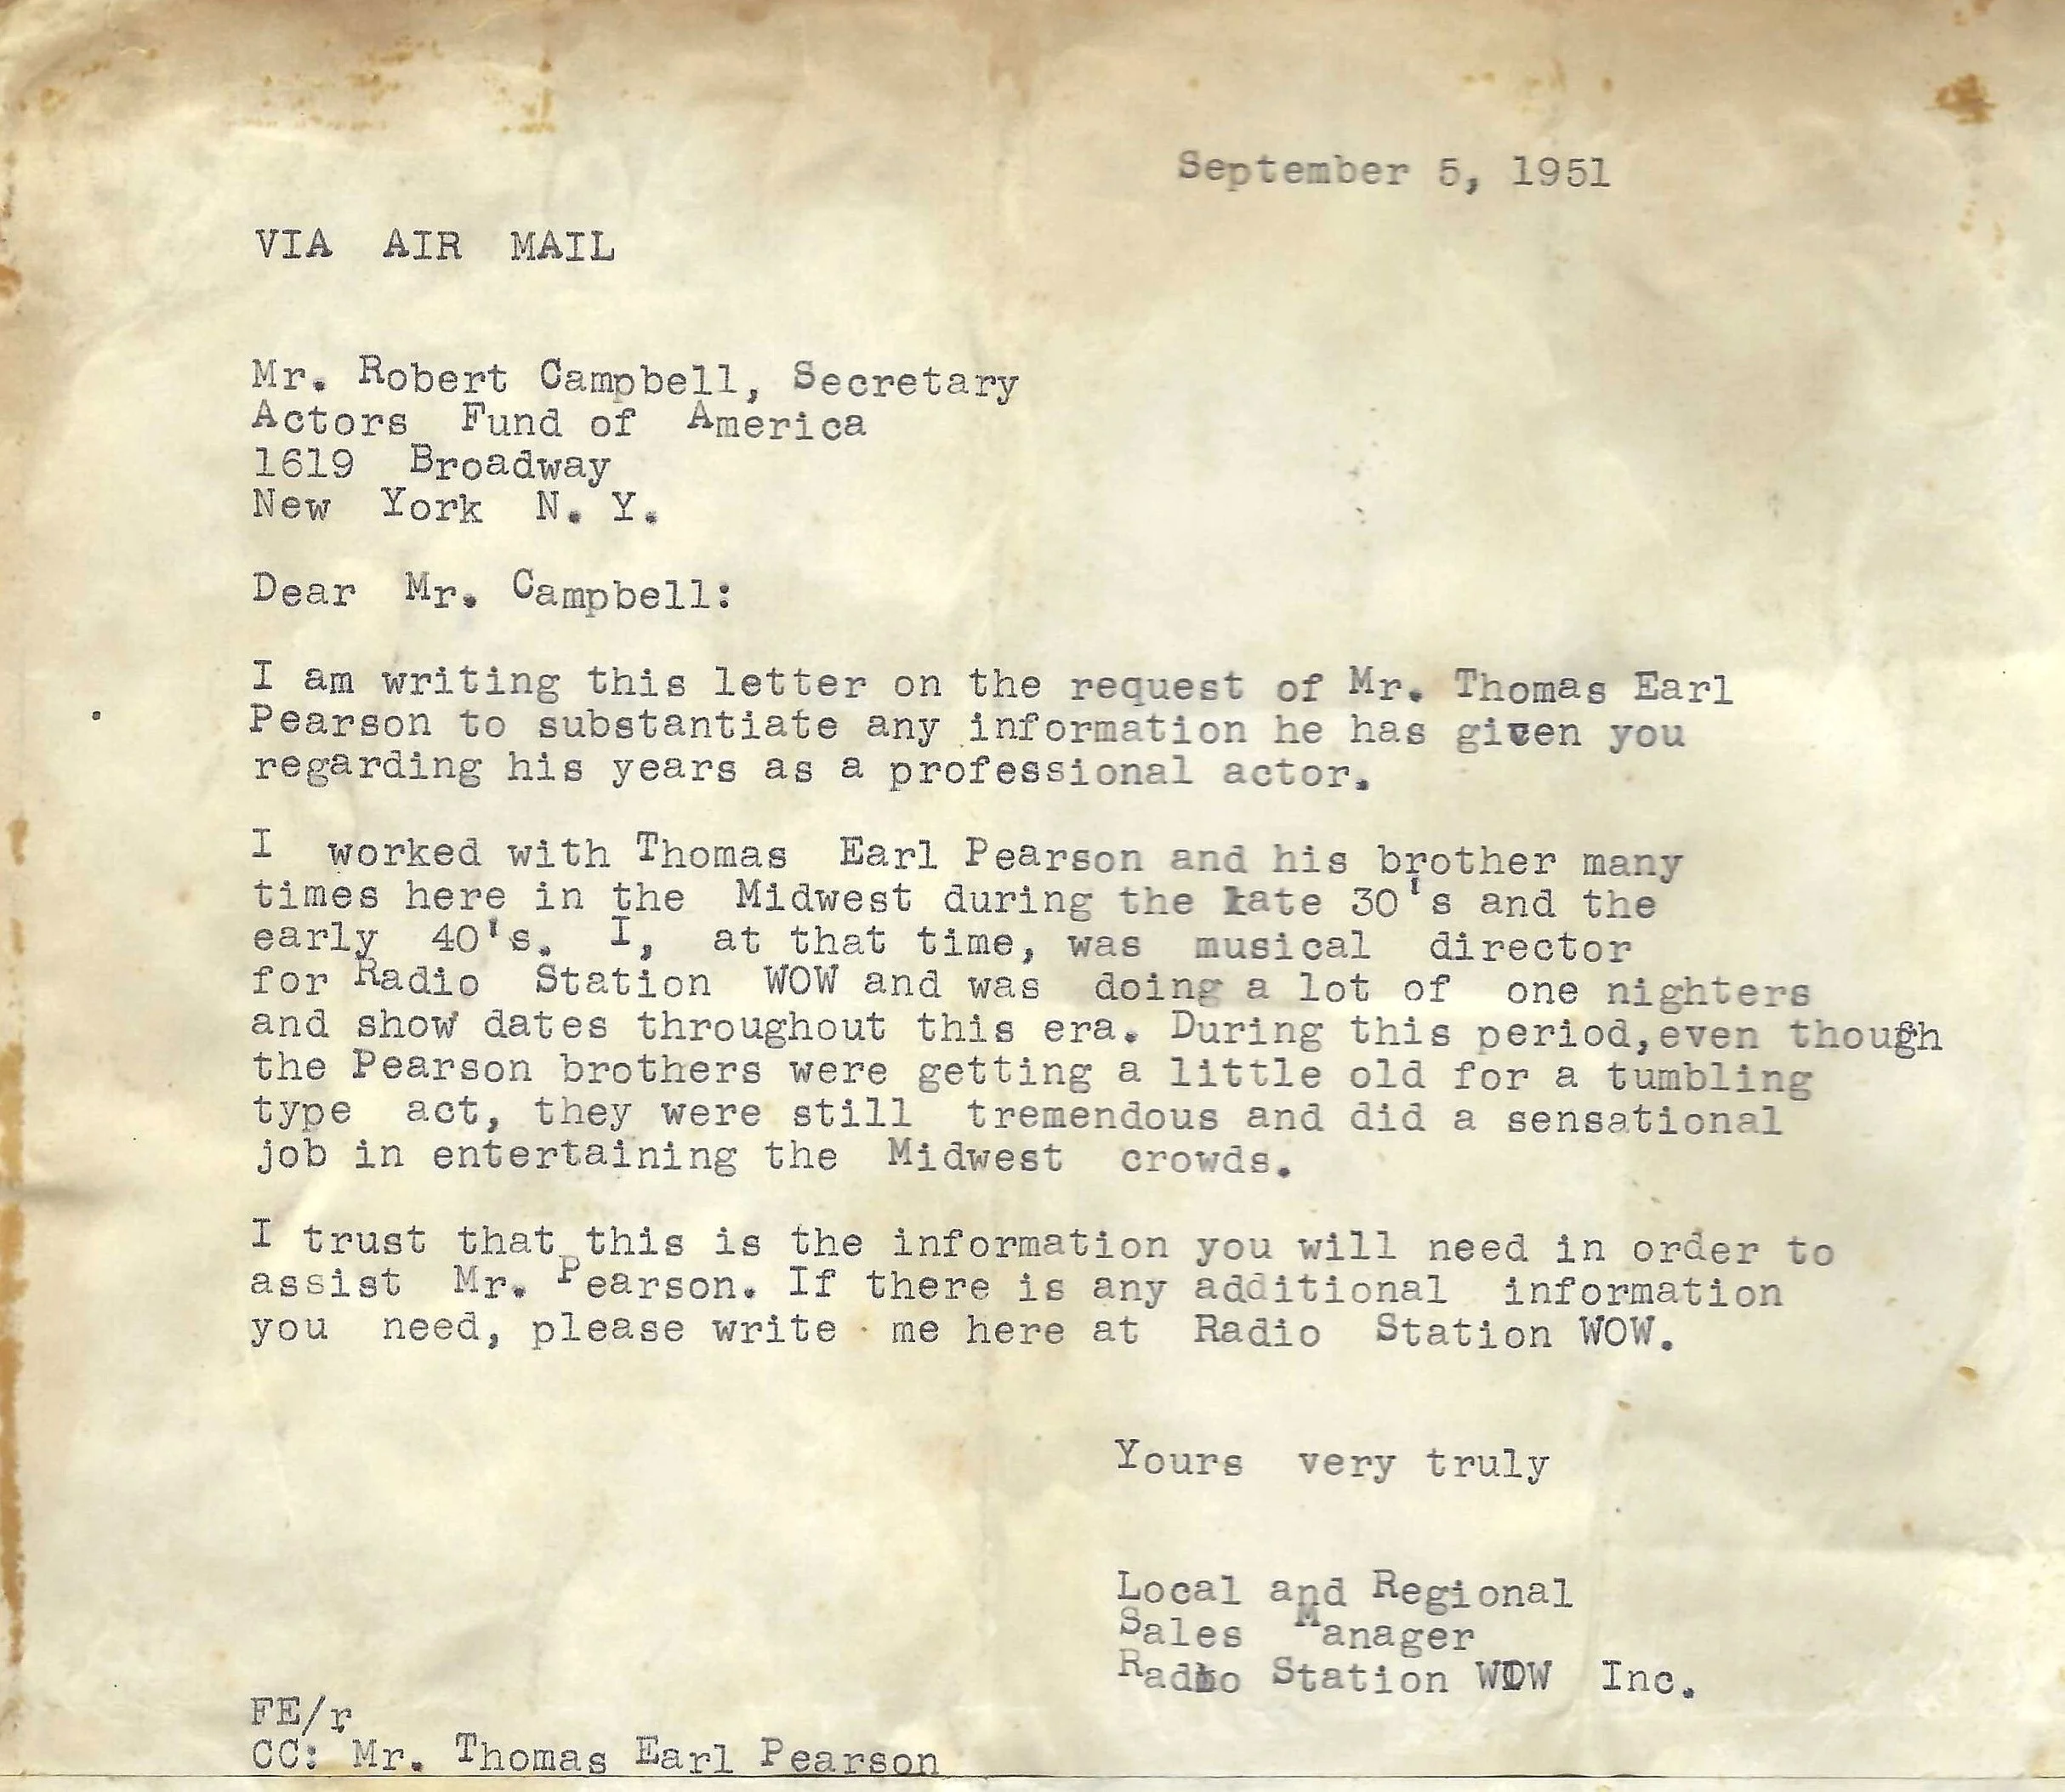 September 5, 1951
VIA AIR MAIL
Mr. Robert Campbell, Secretary
Actors Fund of America
1619 Broadway
New York N. Y.
Dear Mr. Campbell:
I am writing this letter on the request of Mr. Thomas Earl
Pearson to substantiate any information he has given you
regarding his years as a professional actor.
I worked with Thomas Earl Pearson and his brother many
times here in the Midwest during the late 30's and the
early 40's. I, at that time, was musical director
for Radio Station WOW and was doing a lot of one nighters
and show dates throughout this era. During this period,even though
the Pearson brothers were getting a little old for a tumbling
type act, they were still tremendous and did a sensational
job in entertaining the Midwest crowds.
I trust that this is the information you will need in order to
assist Mr. Pearson. If there is any additional information
you need, please write me here at Radio Station WOW.
Yours very truly
Local and Regional
Sales Manager
Radio Station WOW Inc.
FE/r
CC: Mr. Thomas Earl Pearson